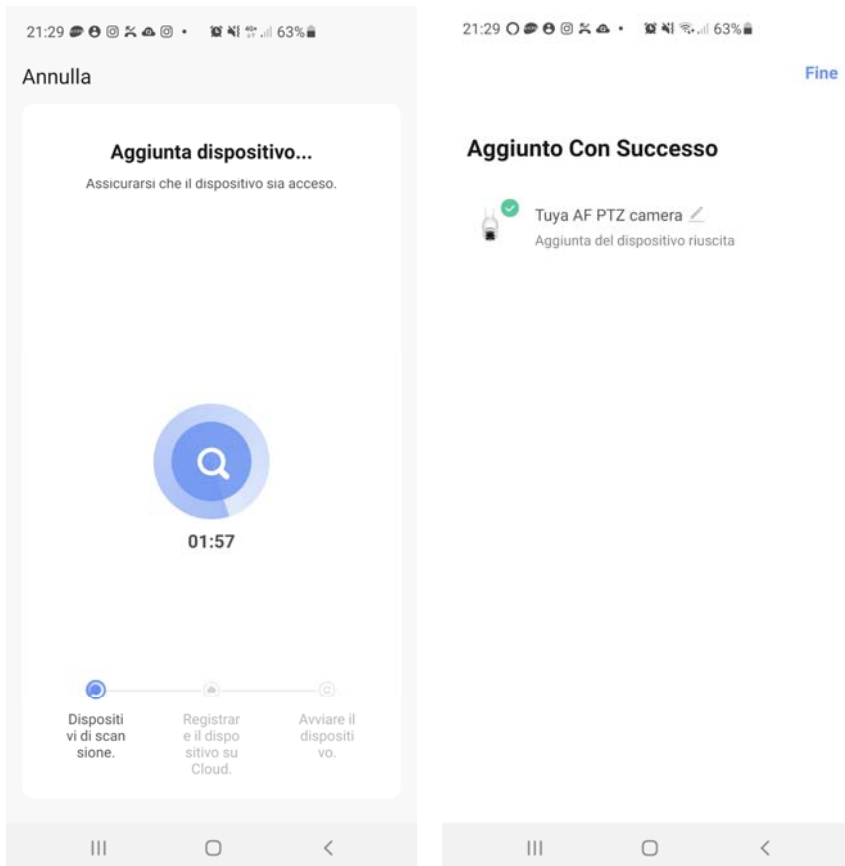 21:29
63%
Annulla
Aggiunta dispositivo...
Assicurarsi che il dispositivo sia acceso.
01:57
Dispositi
vi di scan
sione.
Registrar
e il dispo
sitivo su
Cloud.
Avviare il
dispositi
vo.
21:29
63%
Fine
Aggiunto Con Successo
Tuya AF PTZ camera
Aggiunta del dispositivo riuscita